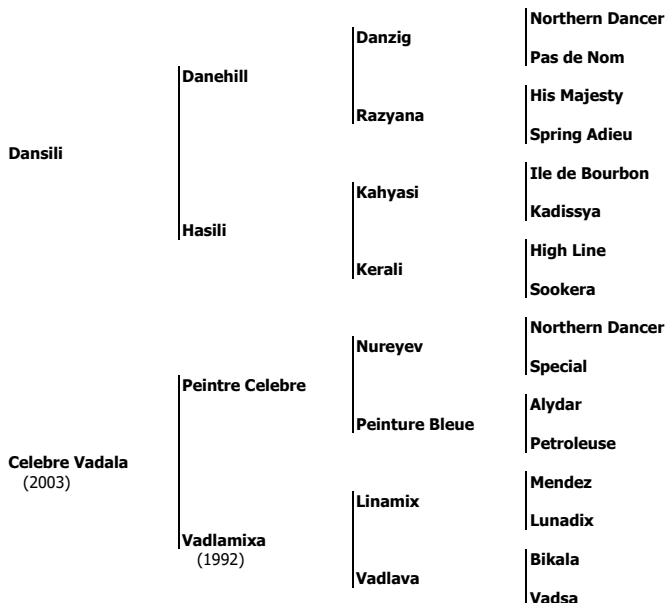 Northern Dancer
Danzig
Pas de Nom
Danehill
His Majesty
Razyana
Spring Adieu
Dansili
Ile de Bourbon
Kahyasi
Kadissya
Hasili
High Line
Kerali
Sookera
Northern Dancer
Nureyev
Special
Peintre Celebre
Alydar
Peinture Bleue
Petroleuse
Celebre Vadala
(2003)
Mendez
Linamix
Lunadix
Vadlamixa
(1992)
Bikala
Vadlava
Vadsa